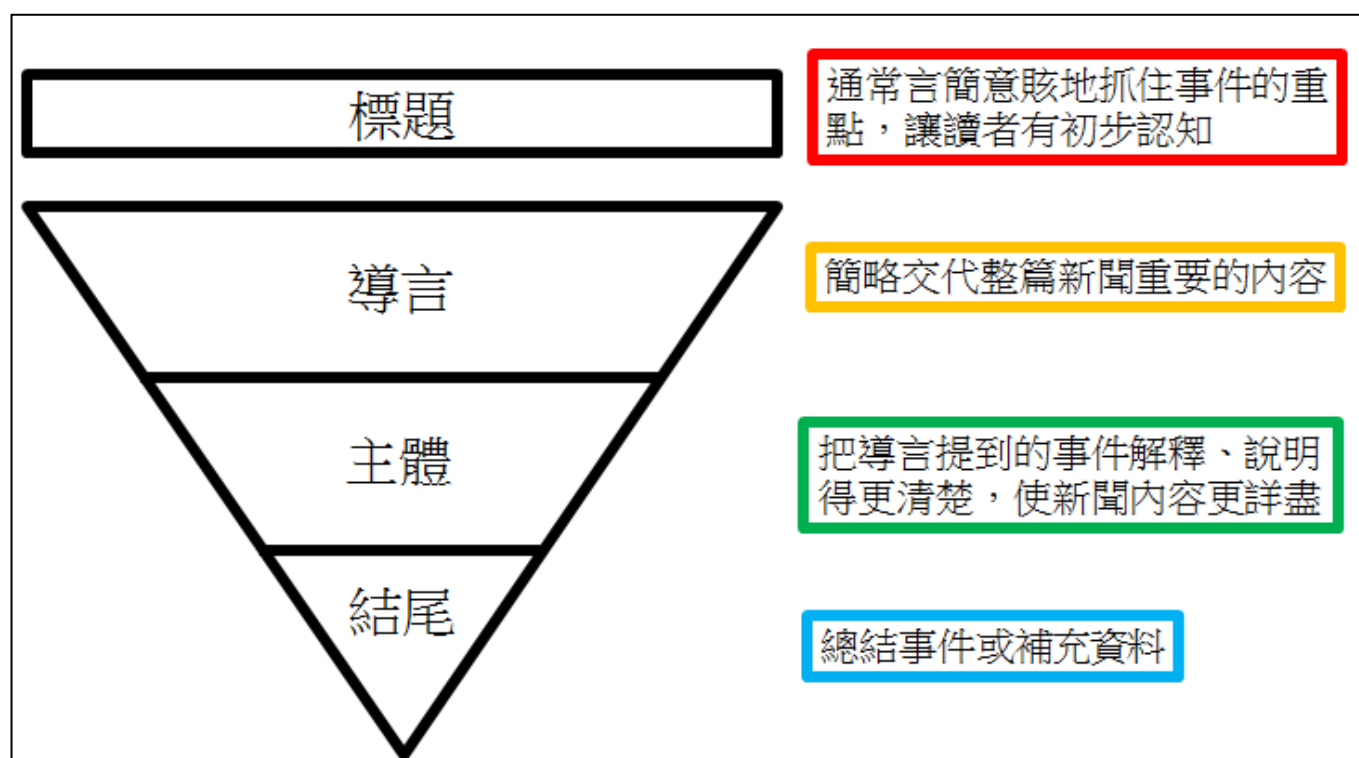 標題
通常言簡意賅地抓住事件的重
點，讓讀者有初步認知
導言
簡略交代整篇新聞重要的內容
主體
把導言提到的事件解釋、說明
得更清楚，使新聞內容更詳盡
結尾
總結事件或補充資料